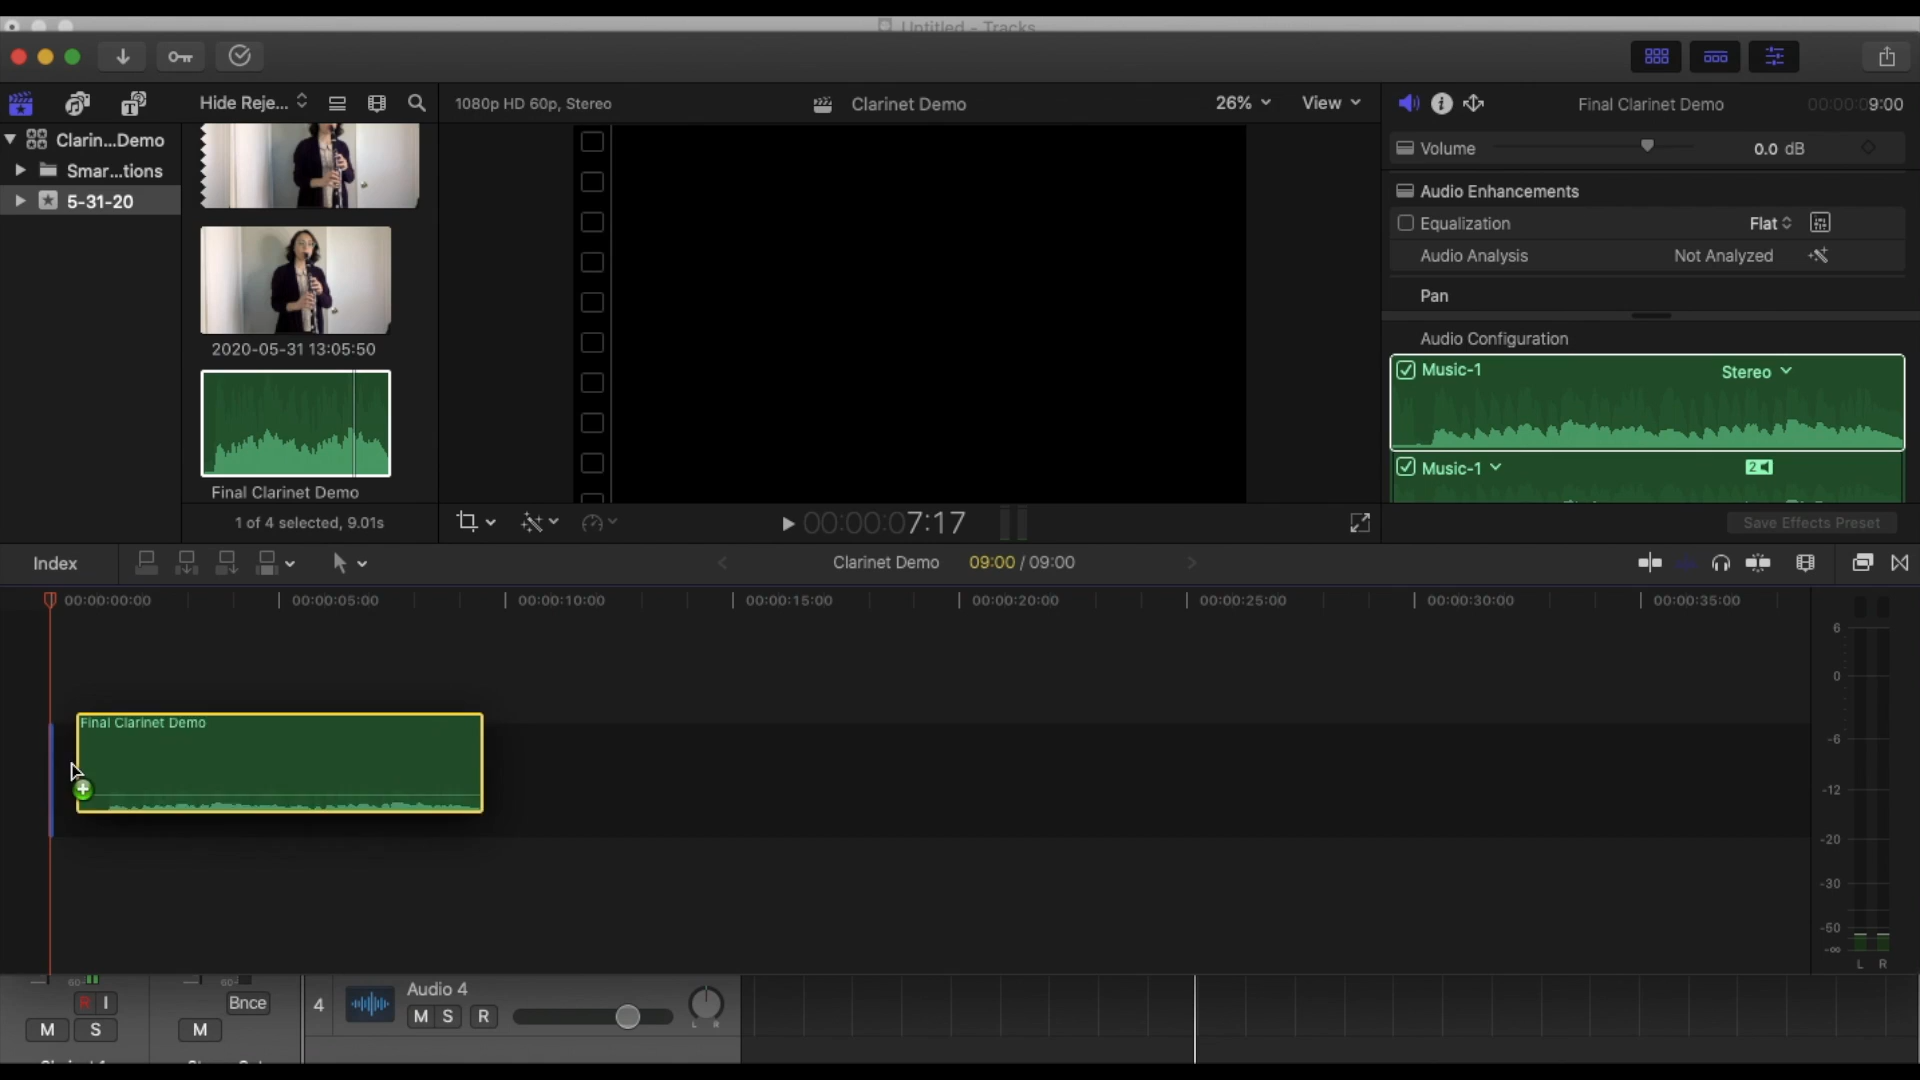 Untitled - Tracks
Hide Reje...
1080p HD 60p, Stereo
Clarinet Demo
26%
View
Final Clarinet Demo
00:00:09:00
Clarin...Demo
Smar...tions
5-31-20
2020-05-31 13:05:50
Final Clarinet Demo
1 of 4 selected, 9.01s
Volume
0.0 dB
Audio Enhancements
Equalization
Flat
Audio Analysis
Not Analyzed
Pan
Audio Configuration
Music-1
Stereo
Music-1
2
00:00:07:17
Save Effects Preset
Index
Clarinet Demo
09:00 / 09:00
00:00:00:00
00:00:05:00
00:00:10:00
00:00:15:00
00:00:20:00
00:00:25:00
00:00:30:00
00:00:35:00
Final Clarinet Demo
6
0
-6
-12
-20
-30
-50
-∞
L R
R I
M S
Bnce
M
4
Audio 4
M S R
L R